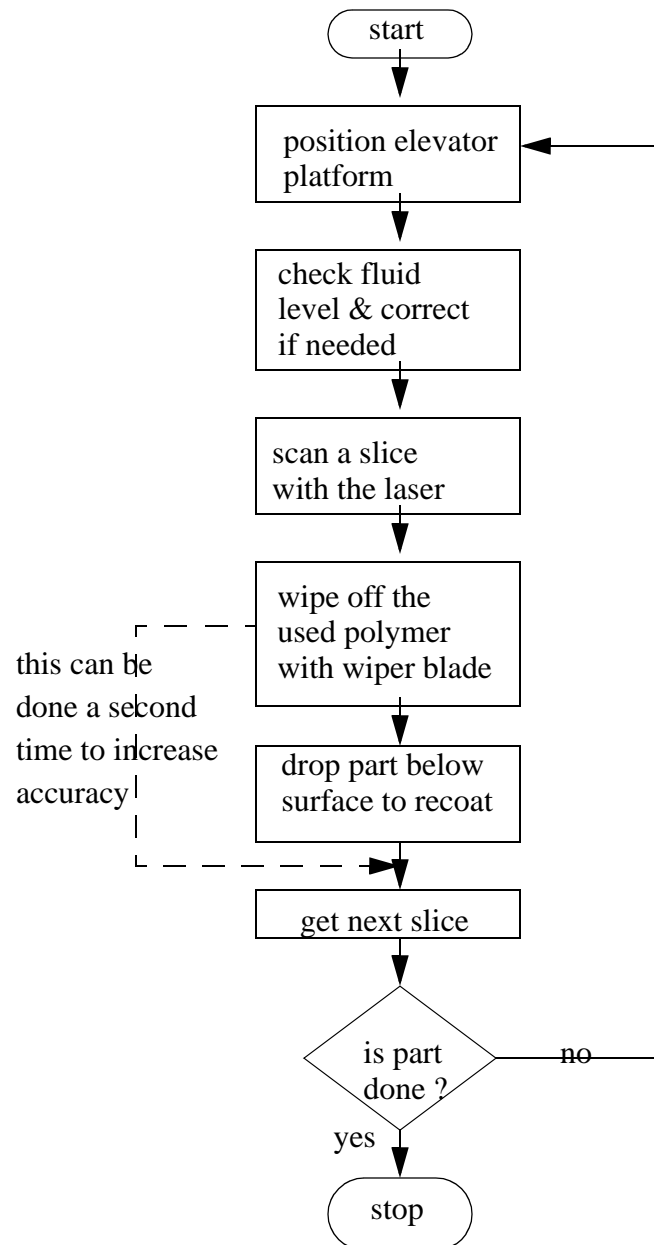 start
position elevator
platform
check fluid
level & correct
if needed
scan a slice
with the laser
wipe off the
used polymer
with wiper blade
this can be
done a second
time to increase
accuracy
drop part below
surface to recoat
get next slice
is part
done ?
no
yes
stop